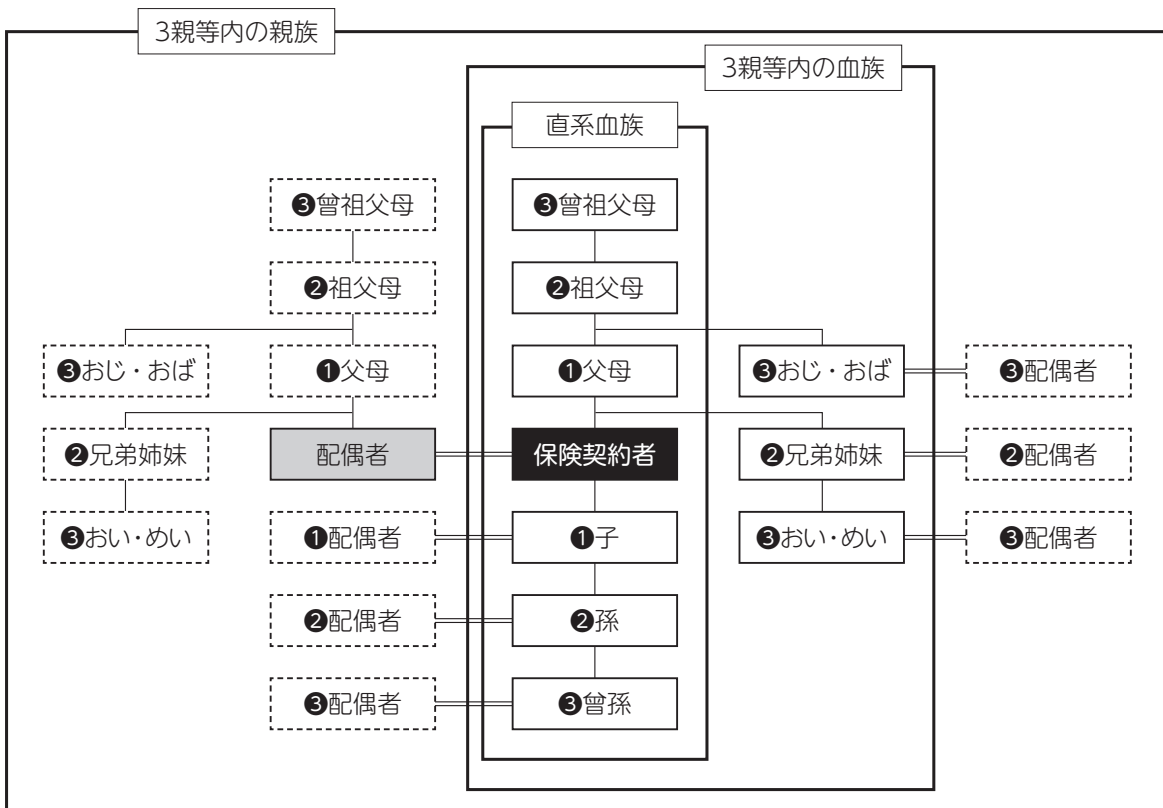 3親等内の親族
3親等内の血族
直系血族
❸曾祖父母
❸曾祖父母
❷祖父母
❷祖父母
❸おじ・おば
❶父母
❶父母
❸おじ・おば
❸配偶者
❷兄弟姉妹
配偶者
保険契約者
❷兄弟姉妹
❷配偶者
❸おい・めい
❶配偶者
❶子
❸おい・めい
❸配偶者
❷配偶者
❷孫
❸配偶者
❸曾孫